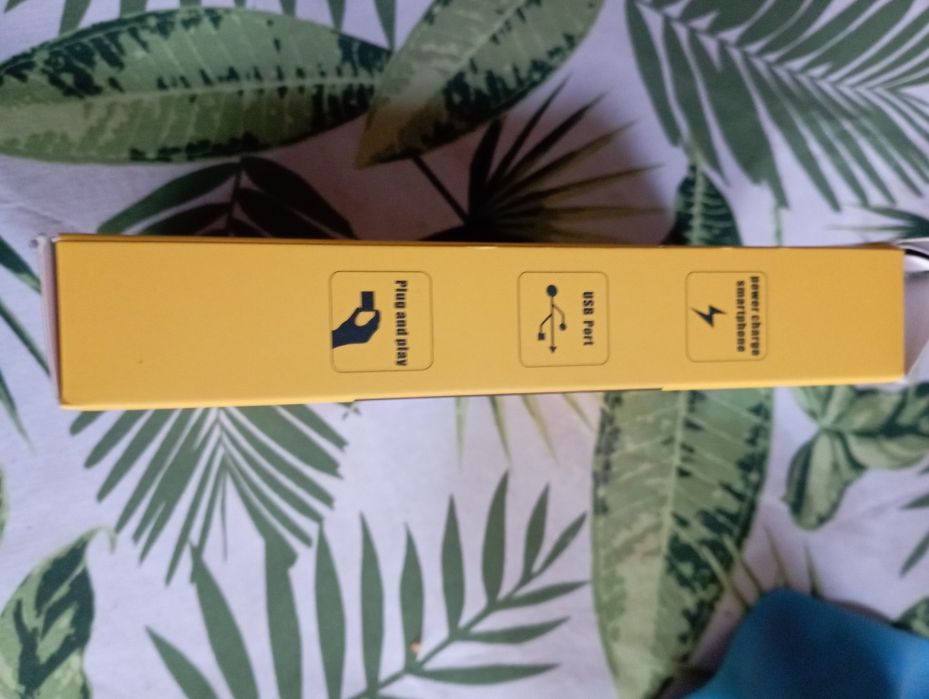 power charge
smartphone
USB Port
Plug and play